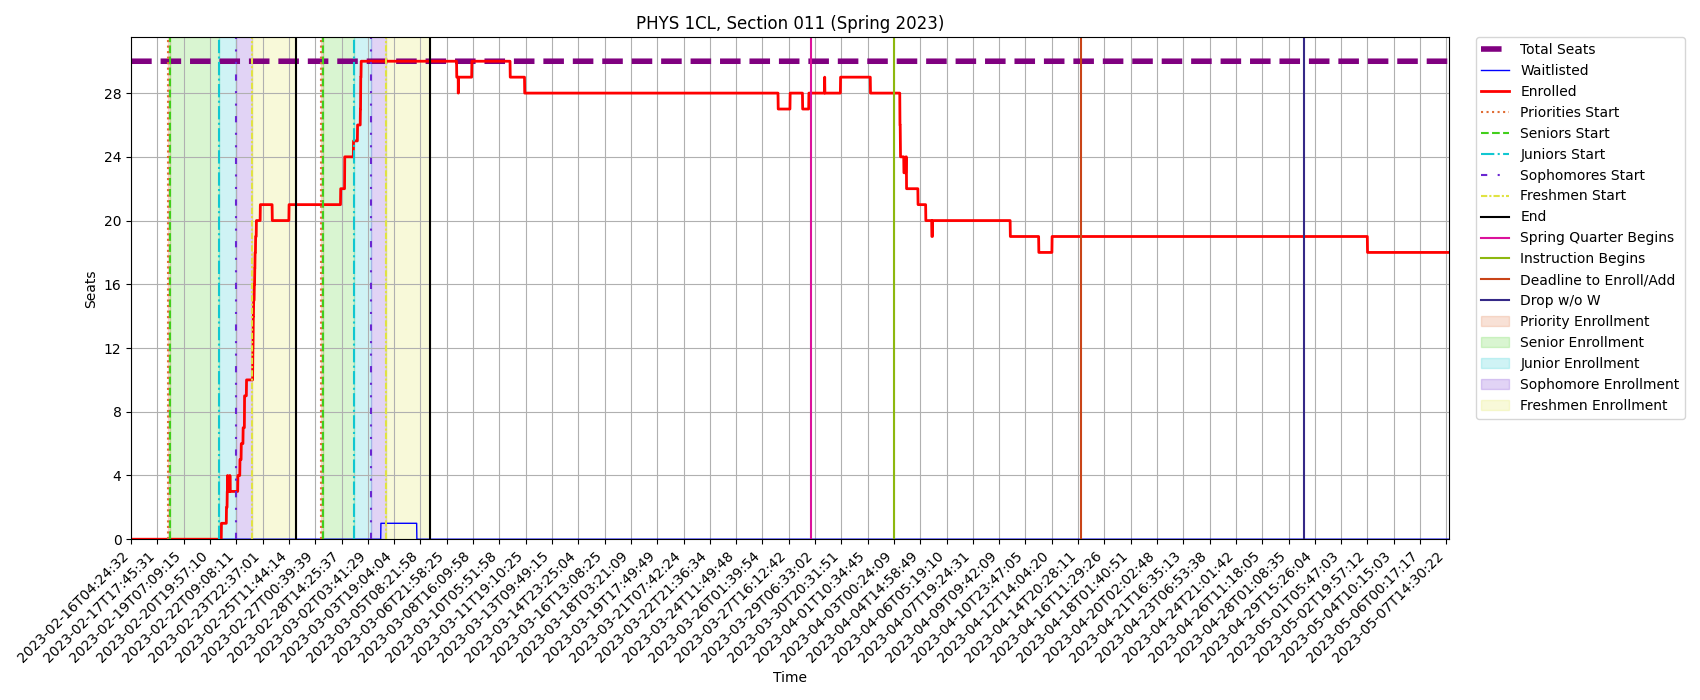 PHYS 1CL, Section 011 (Spring 2023)
Seats
28
24
20
16
12
8
4
0
2023-02-16T04:24:32
2023-02-17T17:45:31
2023-02-19T07:09:15
2023-02-20T19:57:10
2023-02-22T09:08:11
2023-02-23T22:37:01
2023-02-25T11:44:14
2023-02-27T00:39:39
2023-02-28T14:25:37
2023-03-02T03:41:29
2023-03-03T19:04:04
2023-03-05T08:21:58
2023-03-06T21:58:25
2023-03-08T16:09:58
2023-03-10T05:51:58
2023-03-11T19:10:25
2023-03-13T09:49:15
2023-03-14T23:25:04
2023-03-16T13:08:25
2023-03-18T03:21:09
2023-03-19T17:49:49
2023-03-21T07:42:24
2023-03-22T21:36:34
2023-03-24T11:49:48
2023-03-26T01:39:54
2023-03-27T16:12:42
2023-03-29T06:33:02
2023-03-30T20:31:51
2023-04-01T10:34:45
2023-04-03T00:24:09
2023-04-04T14:58:49
2023-04-06T05:19:10
2023-04-07T19:24:31
2023-04-09T09:42:09
2023-04-10T23:47:05
2023-04-12T14:04:20
2023-04-14T20:28:11
2023-04-16T11:29:26
2023-04-18T01:40:51
2023-04-20T02:02:48
2023-04-21T16:35:13
2023-04-23T06:53:38
2023-04-24T21:01:42
2023-04-26T11:18:05
2023-04-28T01:08:35
2023-04-29T15:26:04
2023-05-01T05:47:03
2023-05-02T19:57:12
2023-05-04T10:15:03
2023-05-06T00:17:17
2023-05-07T14:30:22
Time
Total Seats
Waitlisted
Enrolled
Priorities Start
Seniors Start
Juniors Start
Sophomores Start
Freshmen Start
End
Spring Quarter Begins
Instruction Begins
Deadline to Enroll/Add
Drop w/o W
Priority Enrollment
Senior Enrollment
Junior Enrollment
Sophomore Enrollment
Freshmen Enrollment